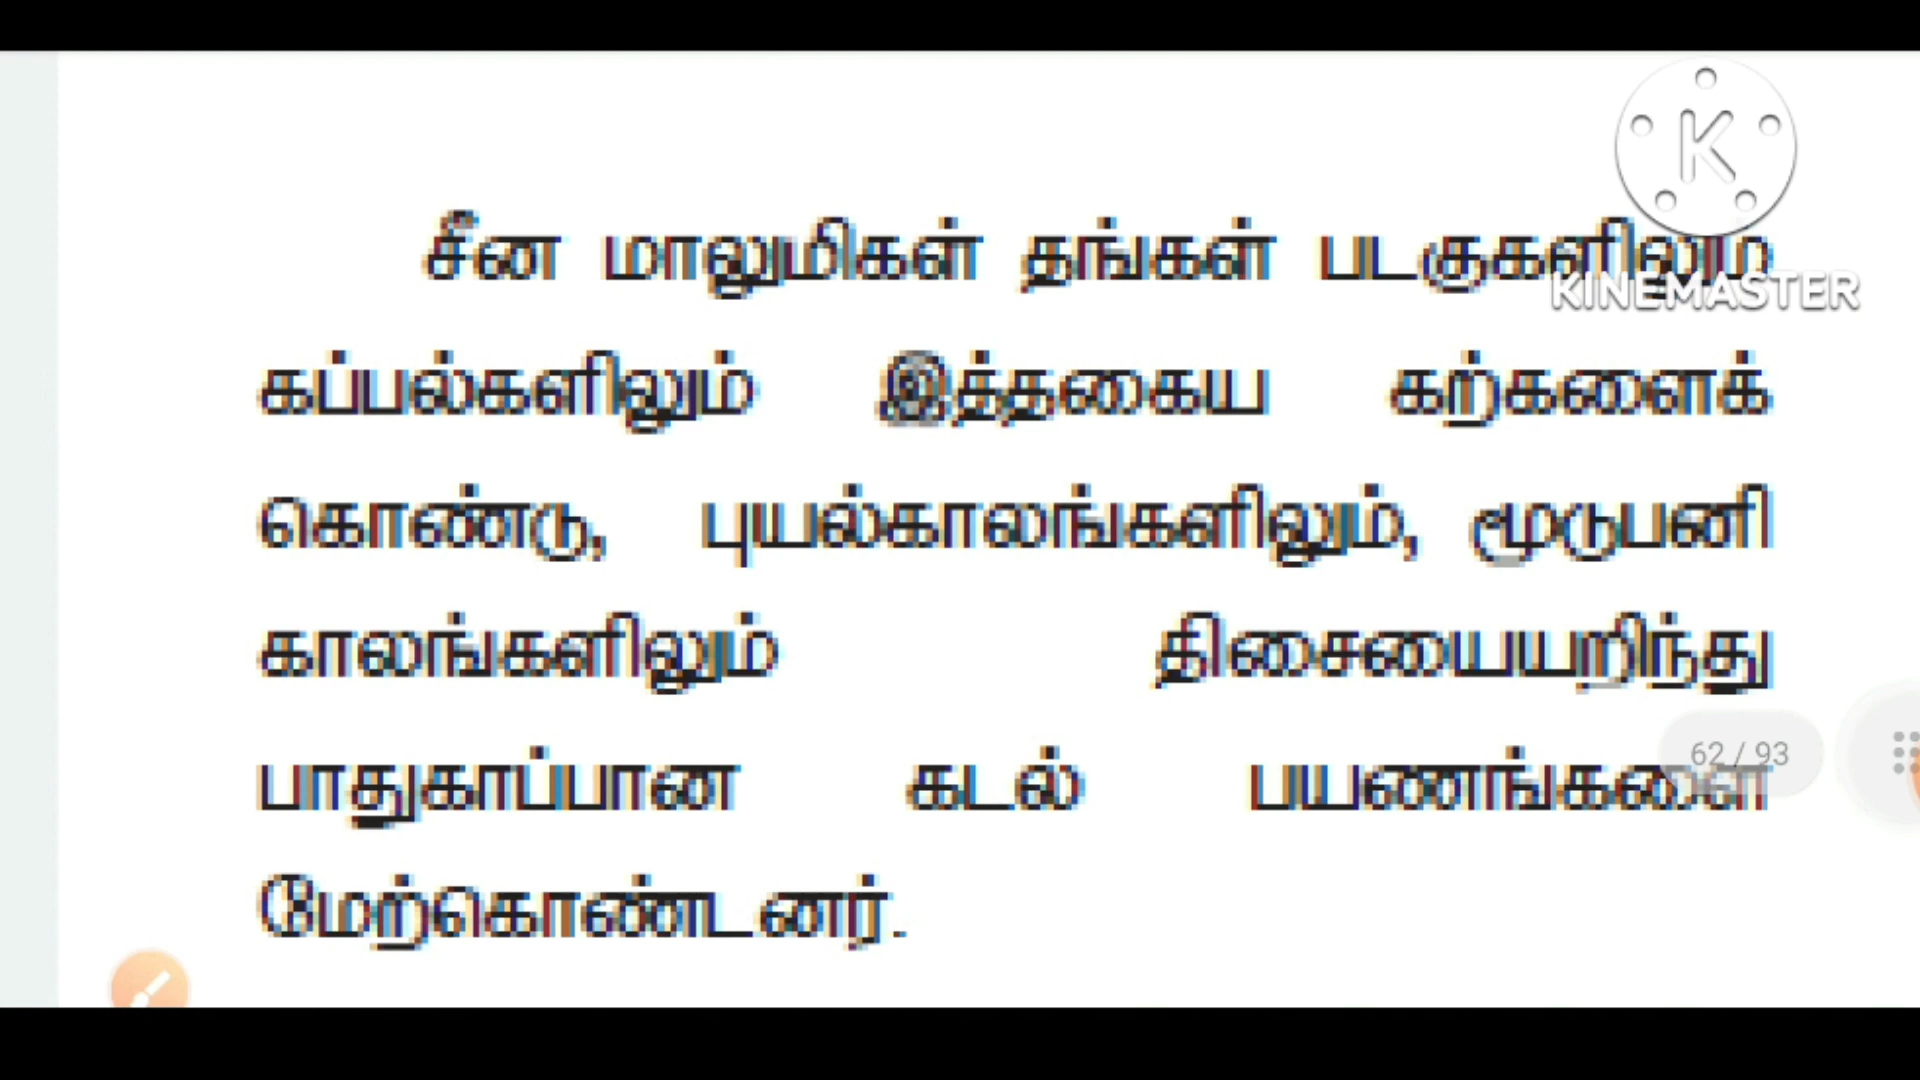 சீன மாலுமிகள் தங்கள் படகுகளிலும்
கப்பல்களிலும் இத்தகைய கற்களைக்
கொண்டு, புயல்காலங்களிலும், மூடுபனி
காலங்களிலும் திசையையறிந்து
பாதுகாப்பான கடல் பயணங்களை
மேற்கொண்டனர்.
K
KINEMASTER
62 / 93